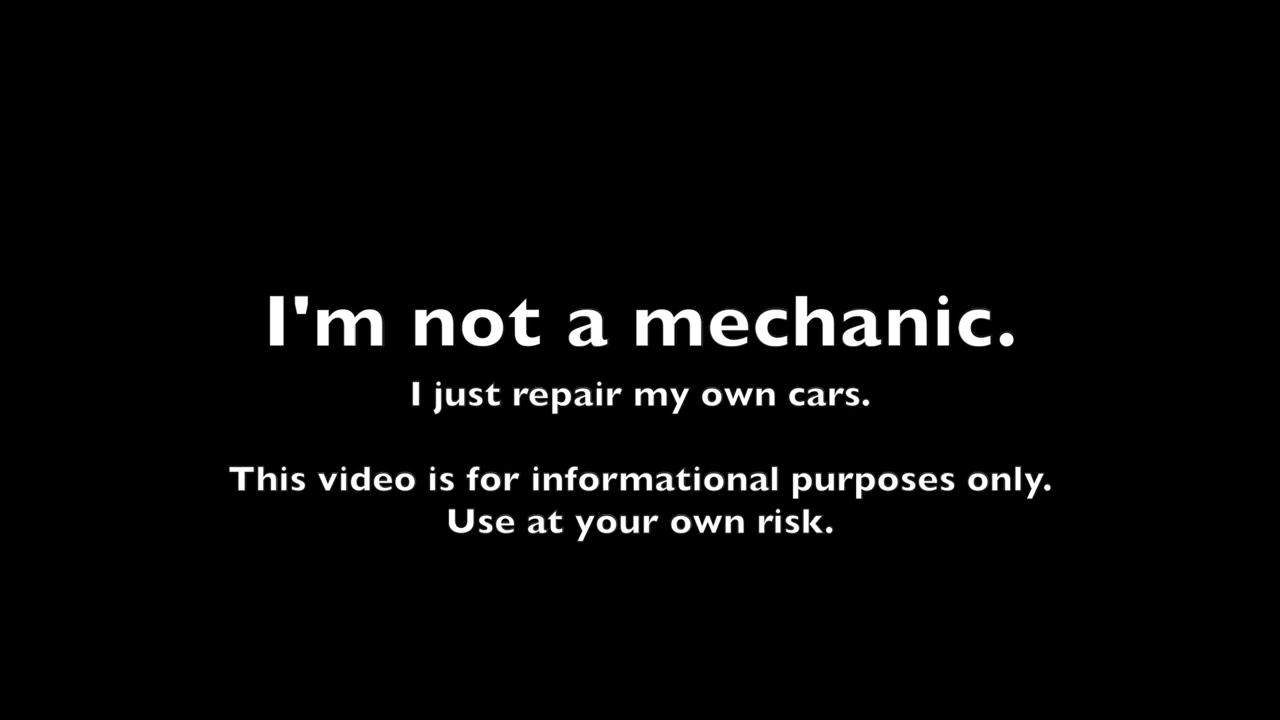 I'm not a mechanic.
I just repair my own cars.
This video is for informational purposes only.
Use at your own risk.